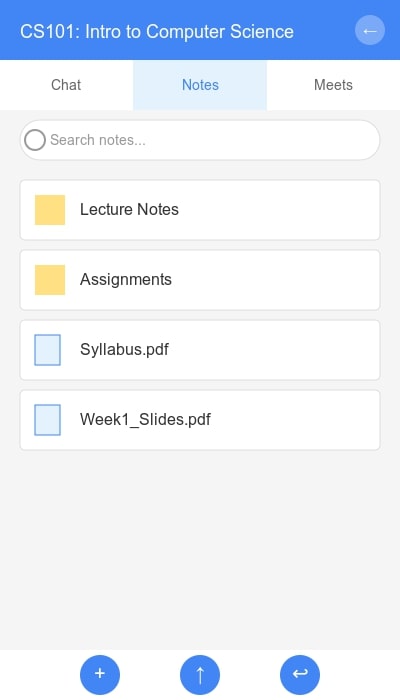 CS101: Intro to Computer Science ←
Chat Notes Meets
Search notes...
Lecture Notes
Assignments
Syllabus.pdf
Week1_Slides.pdf
+ ↑ ↩